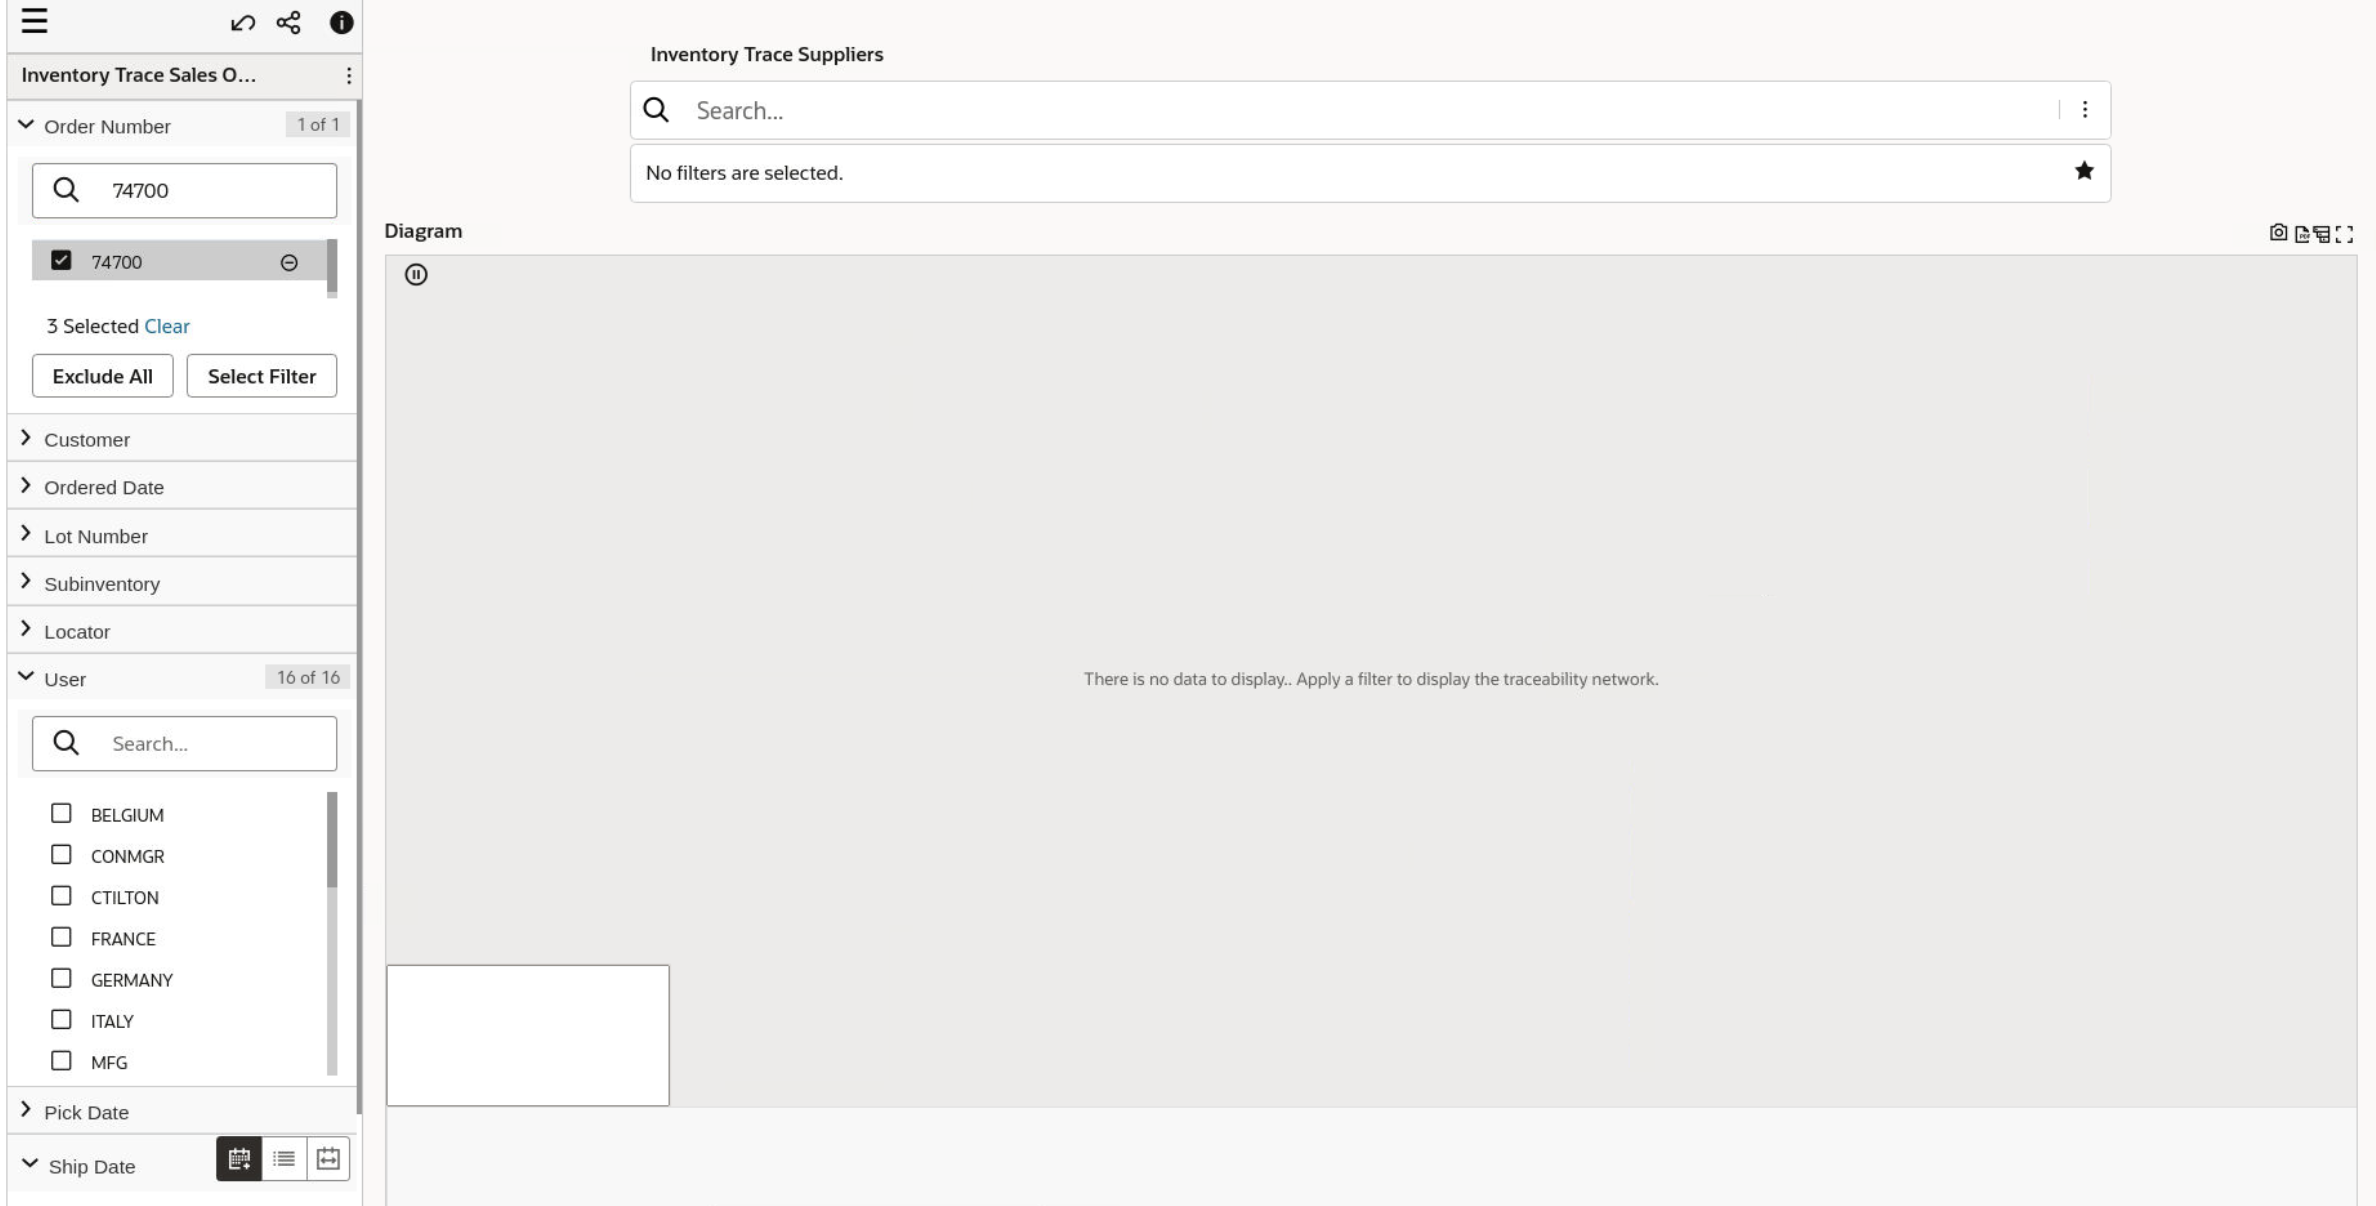 Inventory Trace Sales O...
Order Number
1 of 1
74700
74700
3 Selected Clear
Exclude All
Select Filter
Customer
Ordered Date
Lot Number
Subinventory
Locator
User
16 of 16
Search...
BELGIUM
CONMGR
CTILTON
FRANCE
GERMANY
ITALY
MFG
Pick Date
Ship Date
Inventory Trace Suppliers
Search...
No filters are selected.
Diagram
There is no data to display.. Apply a filter to display the traceability network.